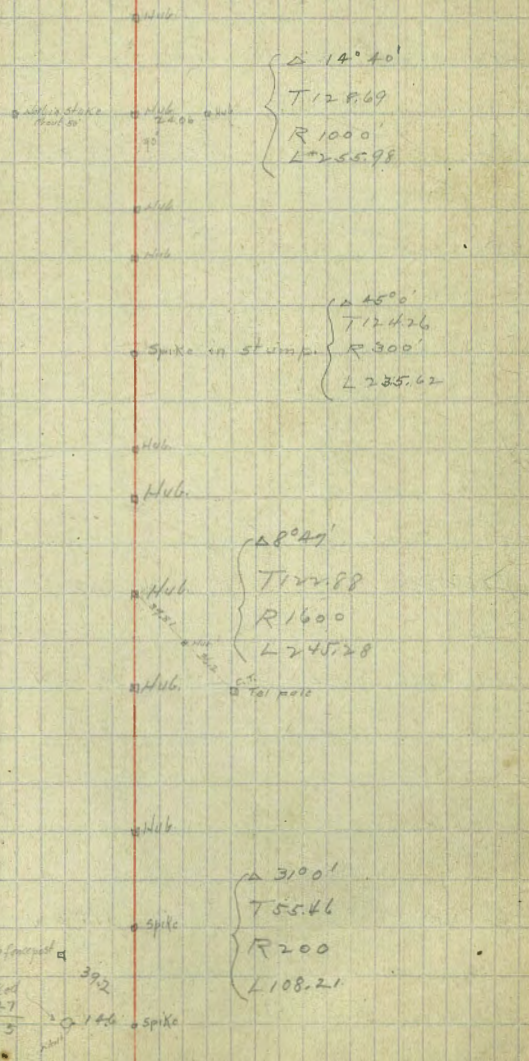 Hub.
Δ 14° 40'
T 128.69
Hub.
Hub
R 1000'
90°
L 255.98
Hub
Hub
Δ 45° 0'
T 124.26
Spike in stump.
R 300'
L 235.62
Hub.
Hub.
Δ 8° 47'
T 122.88
Hub.
R 1600
L 245.28
Hub.
Tel pole
Hub
Δ 31° 0'
T 55.46
Spike
R 200
39.2
L 108.21
14.6
Spike